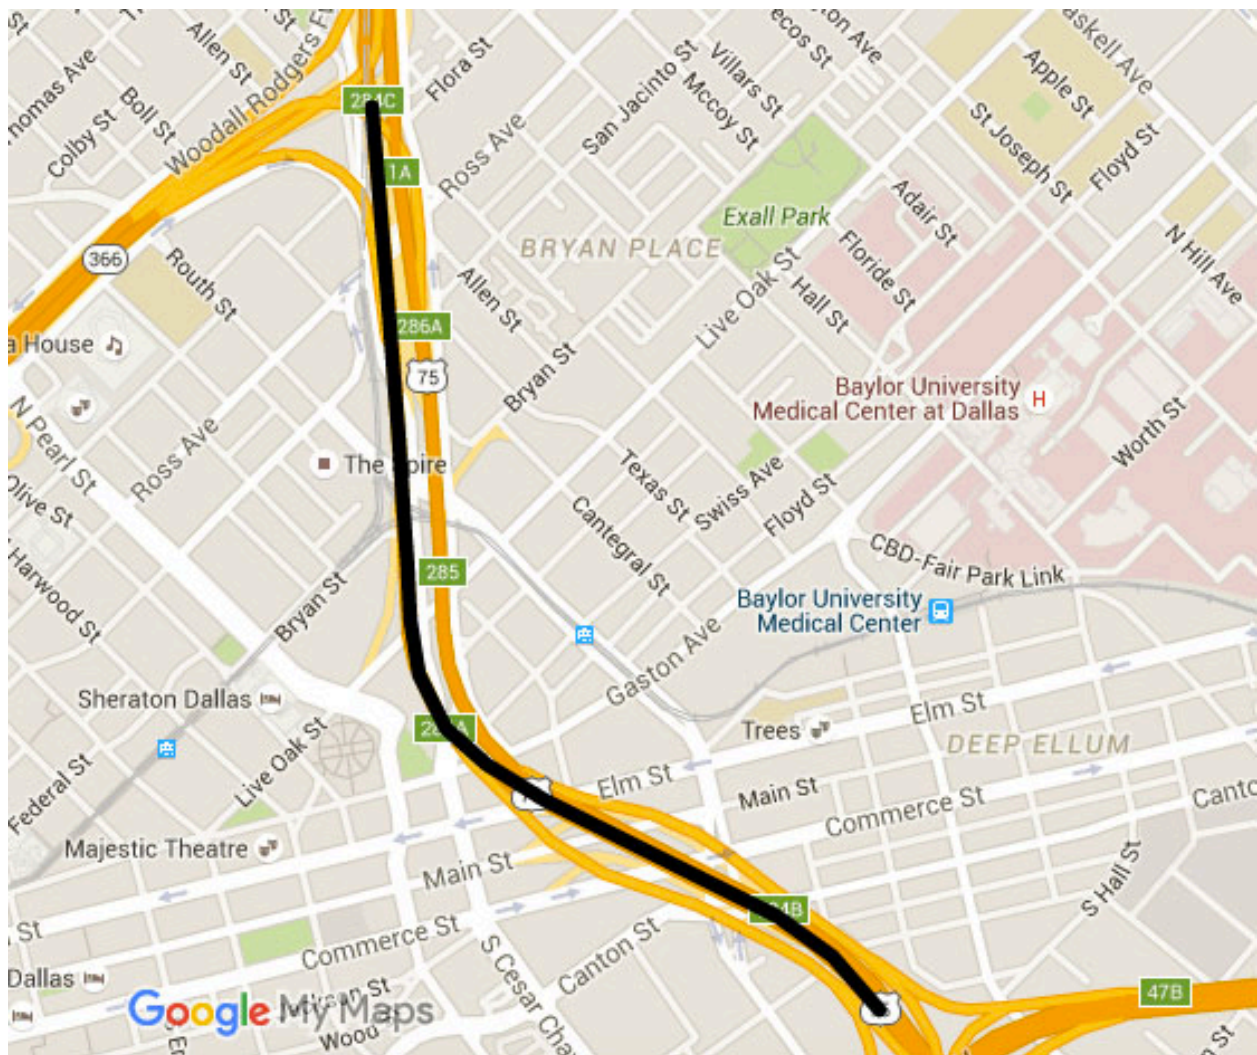 Allen St
Flora St
Villars St
Mccoy St
San Jacinto St
Apple St
Floyd St
St Joseph St
Boll St
Colby St
Woodall Rodgers
1A
Ross Ave
Adair St
N Hill Ave
Exall Park
BRYAN PLACE
366
Routh St
Floride St
Hall St
Live Oak St
Allen St
286A
75
Bryan St
Baylor University
Medical Center at Dallas
H
N Pearl St
Ross Ave
The Spire
Worth St
Texas St
Swiss Ave
Floyd St
Olive St
Harwood St
Cantegral St
CBD-Fair Park Link
285
Bryan St
Baylor University
Medical Center
Gaston Ave
Sheraton Dallas
Elm St
Trees
DEEP ELLUM
Live Oak St
Federal St
Elm St
Main St
Commerce St
Majestic Theatre
Main St
S Hall St
Commerce St
Canton St
Dallas
S Cesar
47B
Google My Maps